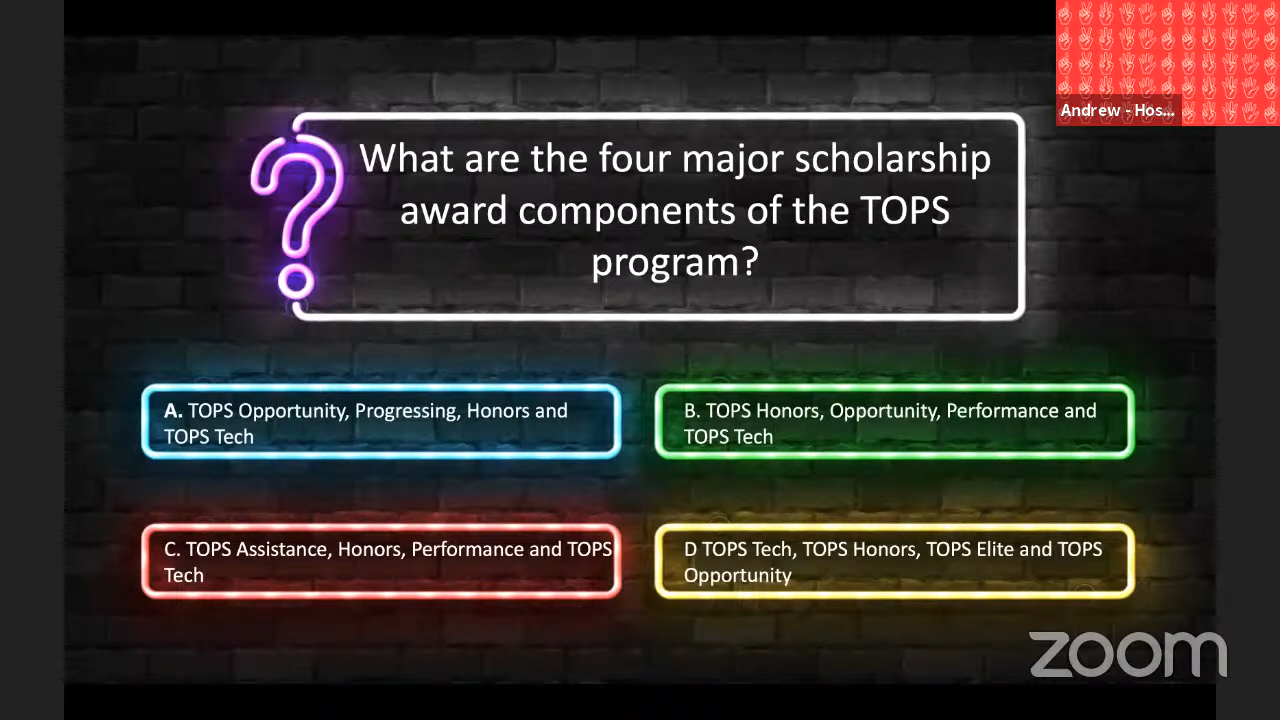 Andrew - Hos...
What are the four major scholarship
award components of the TOPS
program?
A. TOPS Opportunity, Progressing, Honors and
TOPS Tech
B. TOPS Honors, Opportunity, Performance and
TOPS Tech
C. TOPS Assistance, Honors, Performance and TOPS
Tech
D TOPS Tech, TOPS Honors, TOPS Elite and TOPS
Opportunity
zoom